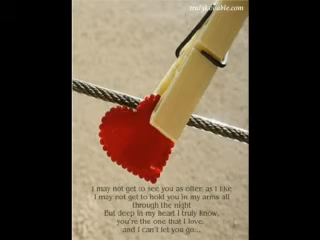 I may not get to see you as often as I like
I may not get to hold you in my arms all
through the night
But deep in my heart I truly know,
you're the one that I love,
and I can't let you go...